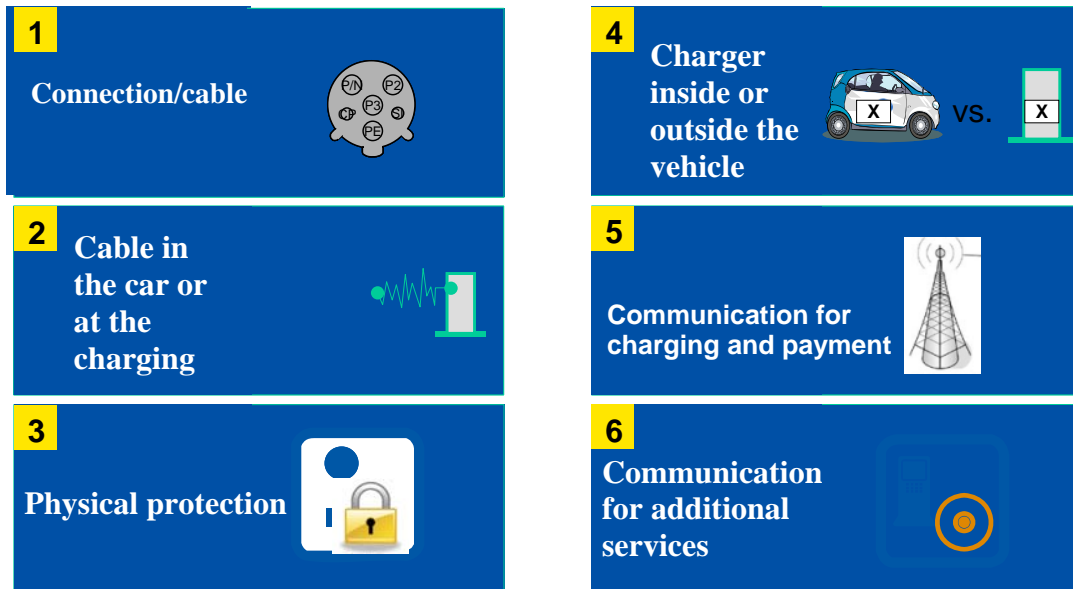 1
Connection/cable
P/N
P2
P3
CP
PE
2
Cable in
the car or
at the
charging
3
Physical protection
4
Charger
inside or
outside the
vehicle
X
vs.
X
5
Communication for
charging and payment
6
Communication
for additional
services